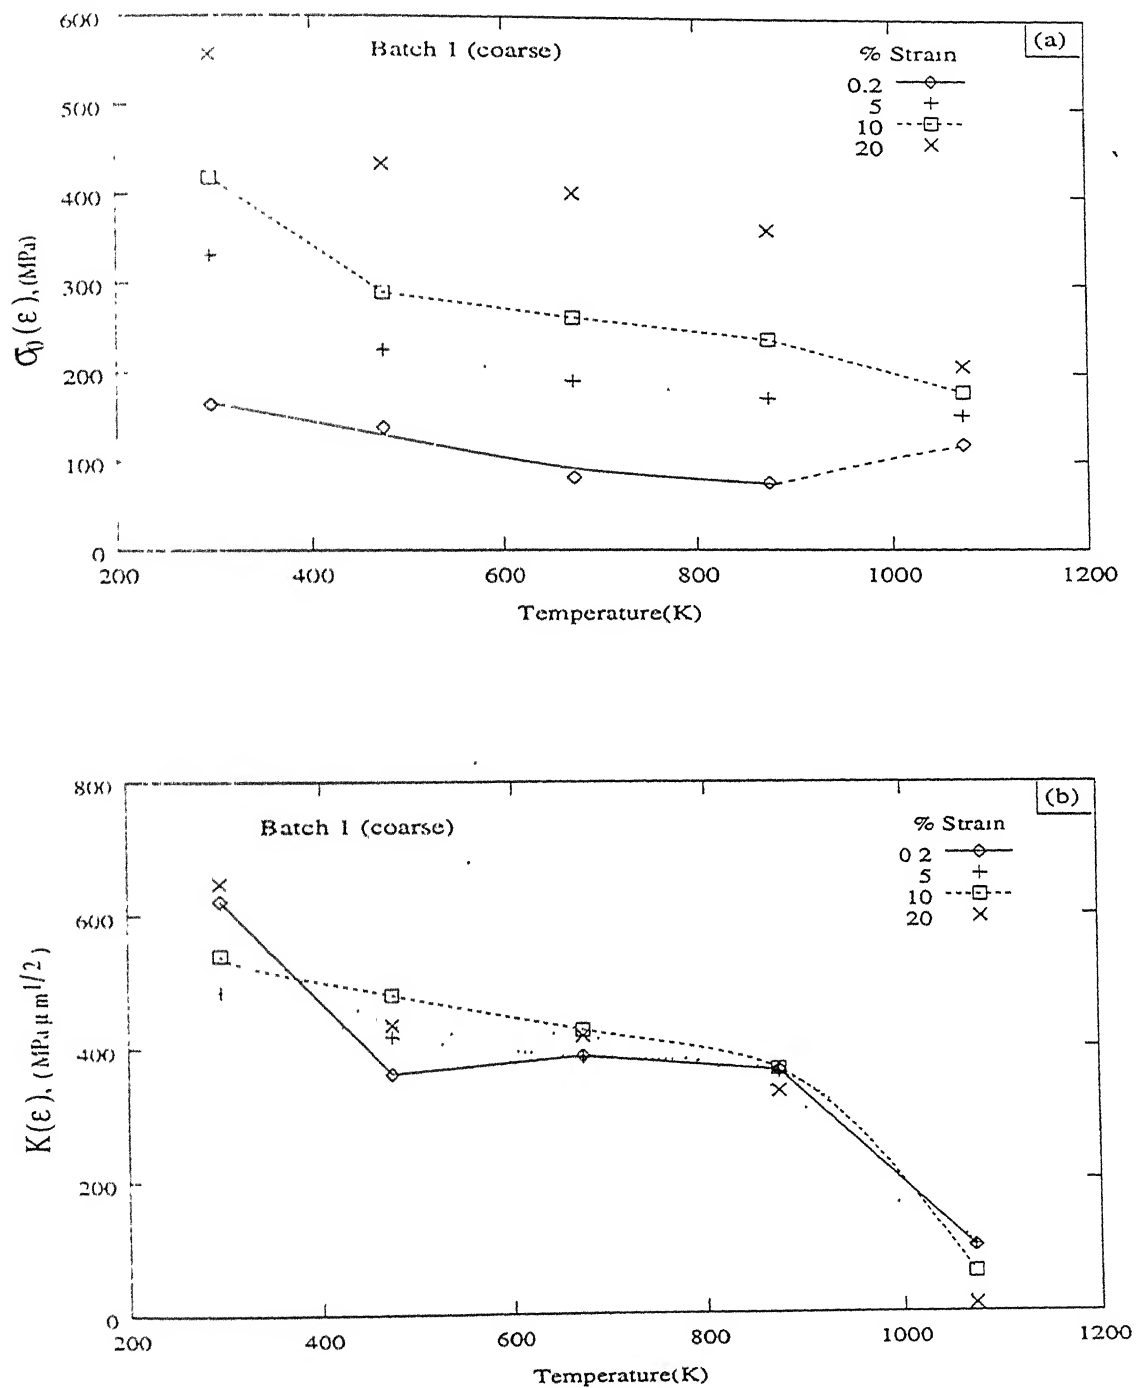 600
Batch 1 (coarse)
(a)
% Strain
0.2
500
5
10
20
400
300
σ0(ε), (MPa)
200
100
0
200 400 600 800 1000 1200
Temperature(K)
800
(b)
Batch 1 (coarse)
% Strain
0 2
5
10
20
600
K(ε), (MPa μm1/2)
400
200
0
200 400 600 800 1000 1200
Temperature(K)